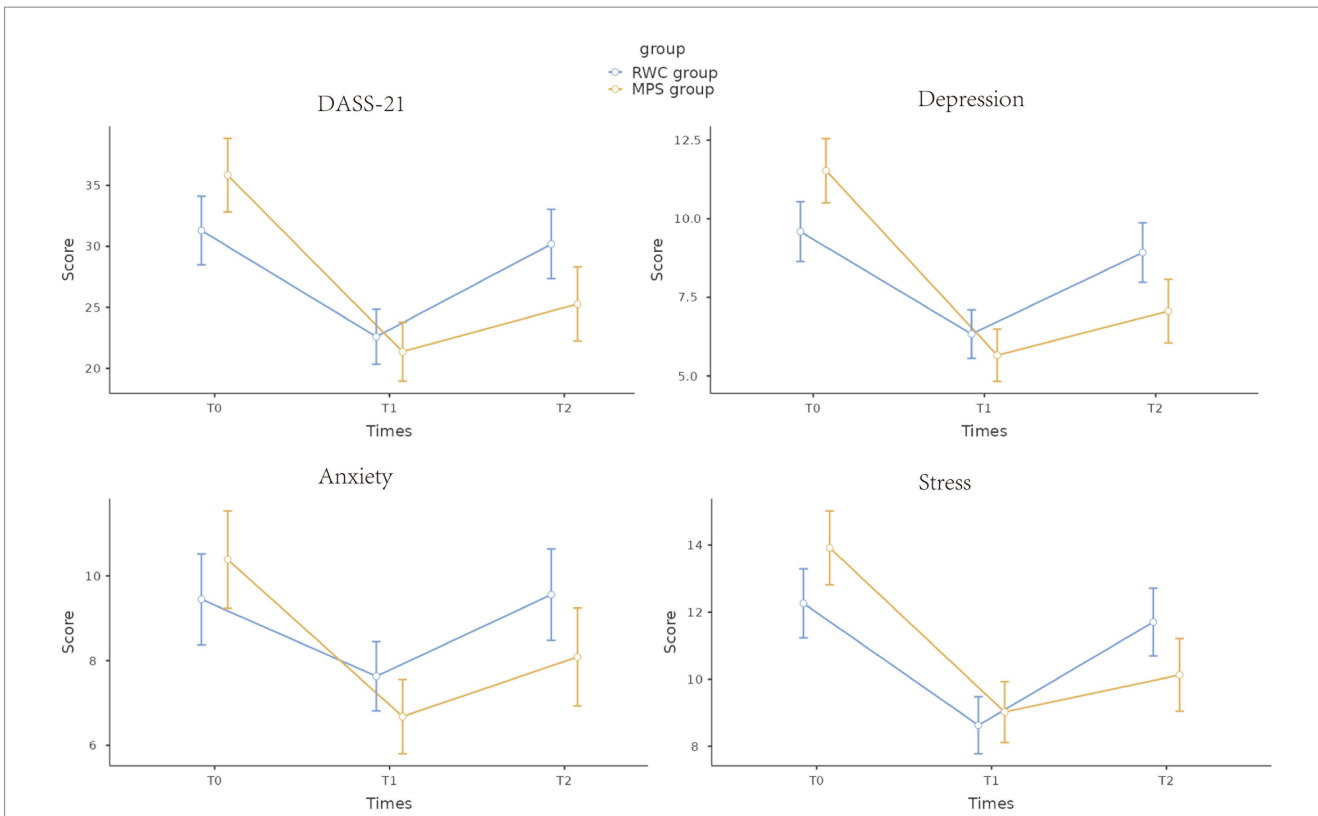 group
RWC group
MPS group
DASS-21
Score
35
30
25
20
T0 T1 T2
Times
Depression
Score
12.5
10.0
7.5
5.0
T0 T1 T2
Times
Anxiety
Score
10
8
6
T0 T1 T2
Times
Stress
Score
14
12
10
8
T0 T1 T2
Times